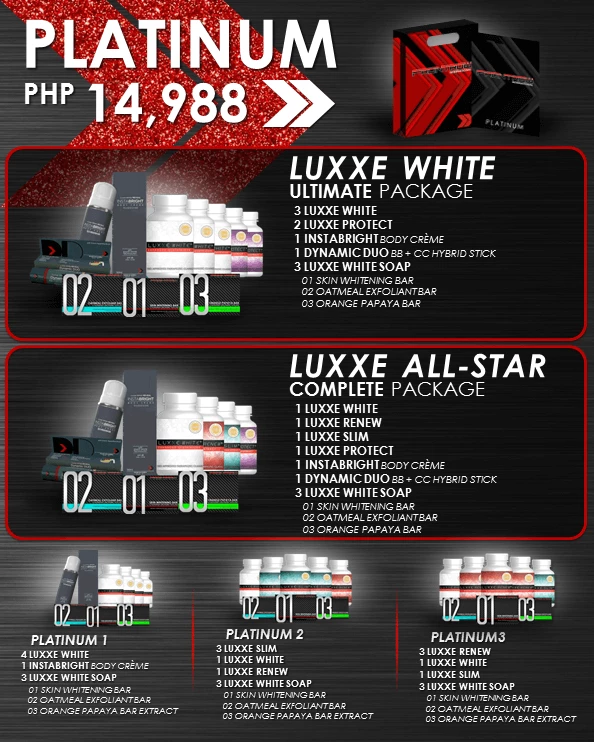 PLATINUM
PHP 14,988
PLATINUM
LUXXE WHITE
ULTIMATE PACKAGE
3 LUXXE WHITE
2 LUXXE PROTECT
1 INSTABRIGHT BODY CRÈME
1 DYNAMIC DUO BB + CC HYBRID STICK
3 LUXXE WHITE SOAP
01 SKIN WHITENING BAR
02 OATMEAL EXFOLIANT BAR
03 ORANGE PAPAYA BAR
INSTABRIGHT
LUXXE WHITE
02 01 03
LUXXE ALL-STAR
COMPLETE PACKAGE
1 LUXXE WHITE
1 LUXXE RENEW
1 LUXXE SLIM
1 LUXXE PROTECT
1 INSTABRIGHT BODY CRÈME
1 DYNAMIC DUO BB + CC HYBRID STICK
3 LUXXE WHITE SOAP
01 SKIN WHITENING BAR
02 OATMEAL EXFOLIANT BAR
03 ORANGE PAPAYA BAR
INSTABRIGHT
LUXXE WHITE
02 01 03
02 01 03
PLATINUM 1
4 LUXXE WHITE
1 INSTABRIGHT BODY CRÈME
3 LUXXE WHITE SOAP
01 SKIN WHITENING BAR
02 OATMEAL EXFOLIANT BAR
03 ORANGE PAPAYA BAR EXTRACT
02 01 03
PLATINUM 2
3 LUXXE SLIM
1 LUXXE WHITE
1 LUXXE RENEW
3 LUXXE WHITE SOAP
01 SKIN WHITENING BAR
02 OATMEAL EXFOLIANT BAR
03 ORANGE PAPAYA BAR EXTRACT
02 01 03
PLATINUM3
3 LUXXE RENEW
1 LUXXE WHITE
1 LUXXE SLIM
3 LUXXE WHITE SOAP
01 SKIN WHITENING BAR
02 OATMEAL EXFOLIANT BAR
03 ORANGE PAPAYA BAR EXTRACT